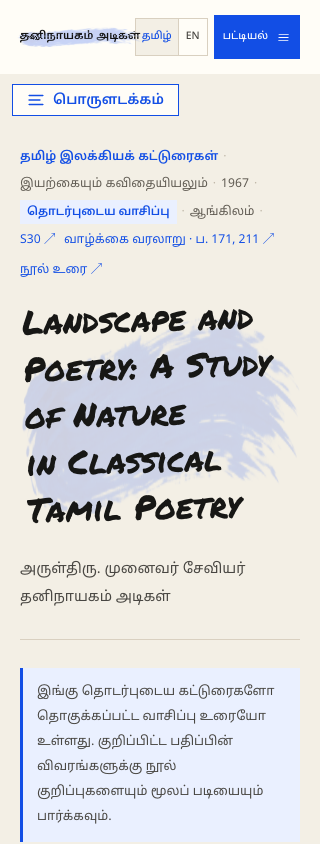 தனிநாயகம் அடிகள் தமிழ் EN பட்டியல்
பொருளடக்கம்
தமிழ் இலக்கியக் கட்டுரைகள் ·
இயற்கையும் கவிதையியலும் · 1967 ·
தொடர்புடைய வாசிப்பு · ஆங்கிலம் ·
S30 ↗ வாழ்க்கை வரலாறு · ப. 171, 211 ↗
நூல் உரை ↗
Landscape and
Poetry: A Study
of Nature
in Classical
Tamil Poetry
அருள்திரு. முனைவர் சேவியர்
தனிநாயகம் அடிகள்
இங்கு தொடர்புடைய கட்டுரைகளோ
தொகுக்கப்பட்ட வாசிப்பு உரையோ
உள்ளது. குறிப்பிட்ட பதிப்பின்
விவரங்களுக்கு நூல்
குறிப்புகளையும் மூலப் படியையும்
பார்க்கவும்.